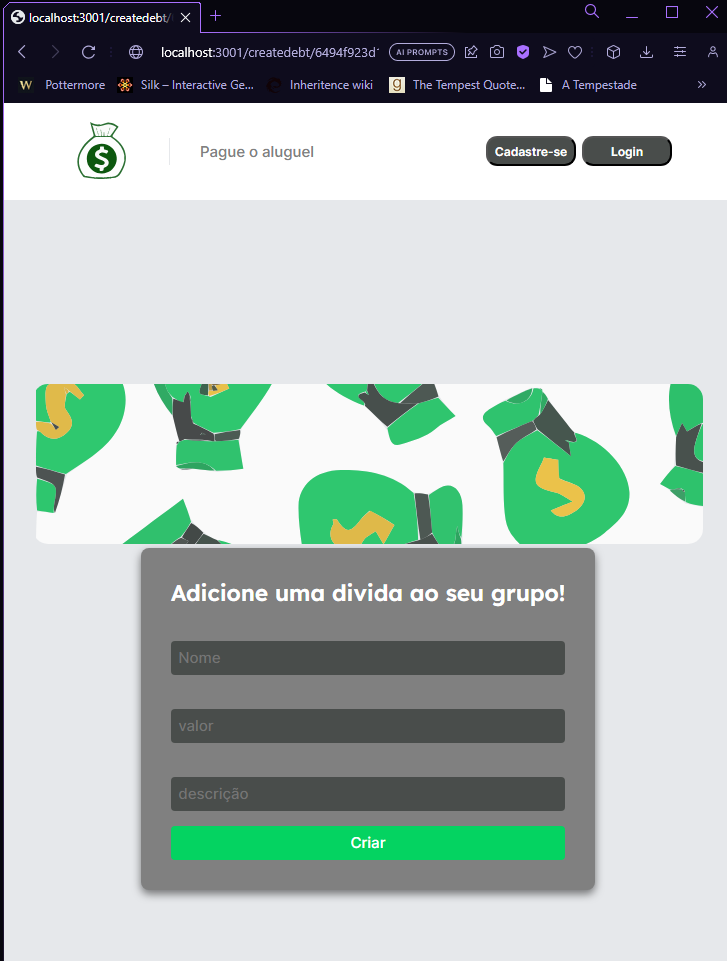 localhost:3001/createdebt/
localhost:3001/createdebt/6494f923d1
AI PROMPTS
W Pottermore Silk – Interactive Ge... Inheritence wiki g The Tempest Quote... A Tempestade »
$ Pague o aluguel Cadastre-se Login
Adicione uma divida ao seu grupo!
Nome
valor
descrição
Criar